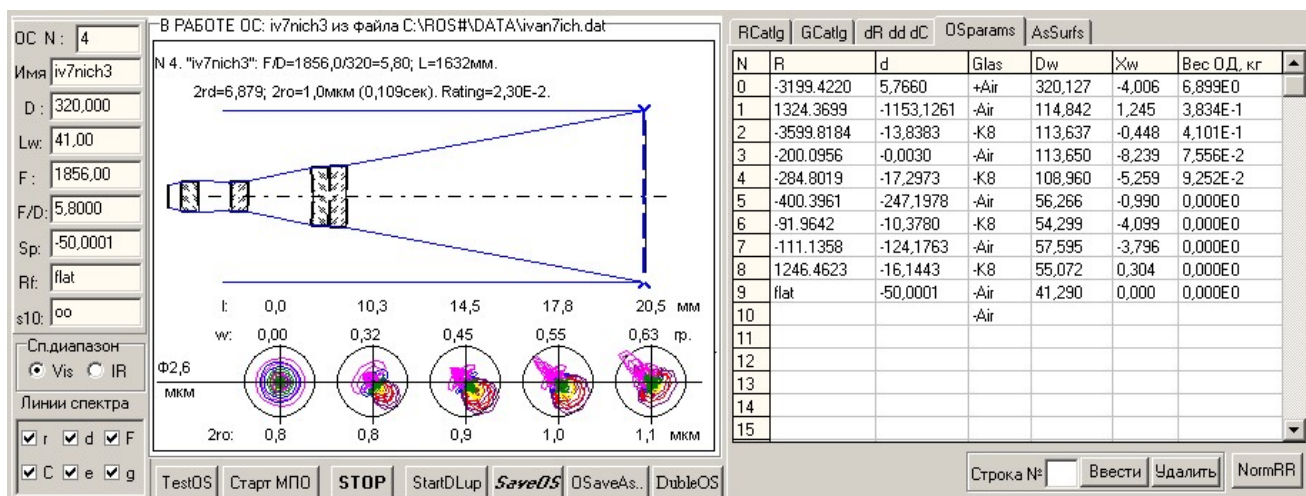 В РАБОТЕ ОС: iv7nich3 из файла C:\ROS#\DATA\ivan7ich.dat
ОС N : 4
Имя iv7nich3
D : 320,000
Lw: 41,00
F : 1856,00
F/D: 5,8000
Sp: -50,0001
Rf: flat
s10: oo
Сп.диапазон
Vis IR
Линии спектра
r d F
C e g
N 4. "iv7nich3": F/D=1856,0/320=5,80; L=1632мм.
2rd=6,879; 2ro=1,0мкм (0,109сек). Rating=2,30E-2.
l: 0,0 10,3 14,5 17,8 20,5 мм
w: 0,00 0,32 0,45 0,55 0,63 гр.
Ф2,6
мкм
2ro: 0,8 0,8 0,9 1,0 1,1 мкм
TestOS Старт МПО STOP StartDLup SaveOS OSaveAs.. DubleOS
RCatlg GCatlg dR dd dC OSparams AsSurfs
N R d Glas Dw Xw Вес ОД, кг
0 -3199.4220 5,7660 +Air 320,127 -4,006 6,899E0
1 1324.3699 -1153,1261 -Air 114,842 1,245 3,834E-1
2 -3599.8184 -13,8383 -K8 113,637 -0,448 4,101E-1
3 -200.0956 -0,0030 -Air 113,650 -8,239 7,556E-2
4 -284.8019 -17,2973 -K8 108,960 -5,259 9,252E-2
5 -400.3961 -247,1978 -Air 56,266 -0,990 0,000E0
6 -91.9642 -10,3780 -K8 54,299 -4,099 0,000E0
7 -111.1358 -124,1763 -Air 57,595 -3,796 0,000E0
8 1246.4623 -16,1443 -K8 55,072 0,304 0,000E0
9 flat -50,0001 -Air 41,290 0,000 0,000E0
10 -Air
11
12
13
14
15
Строка № Ввести Удалить NormRR